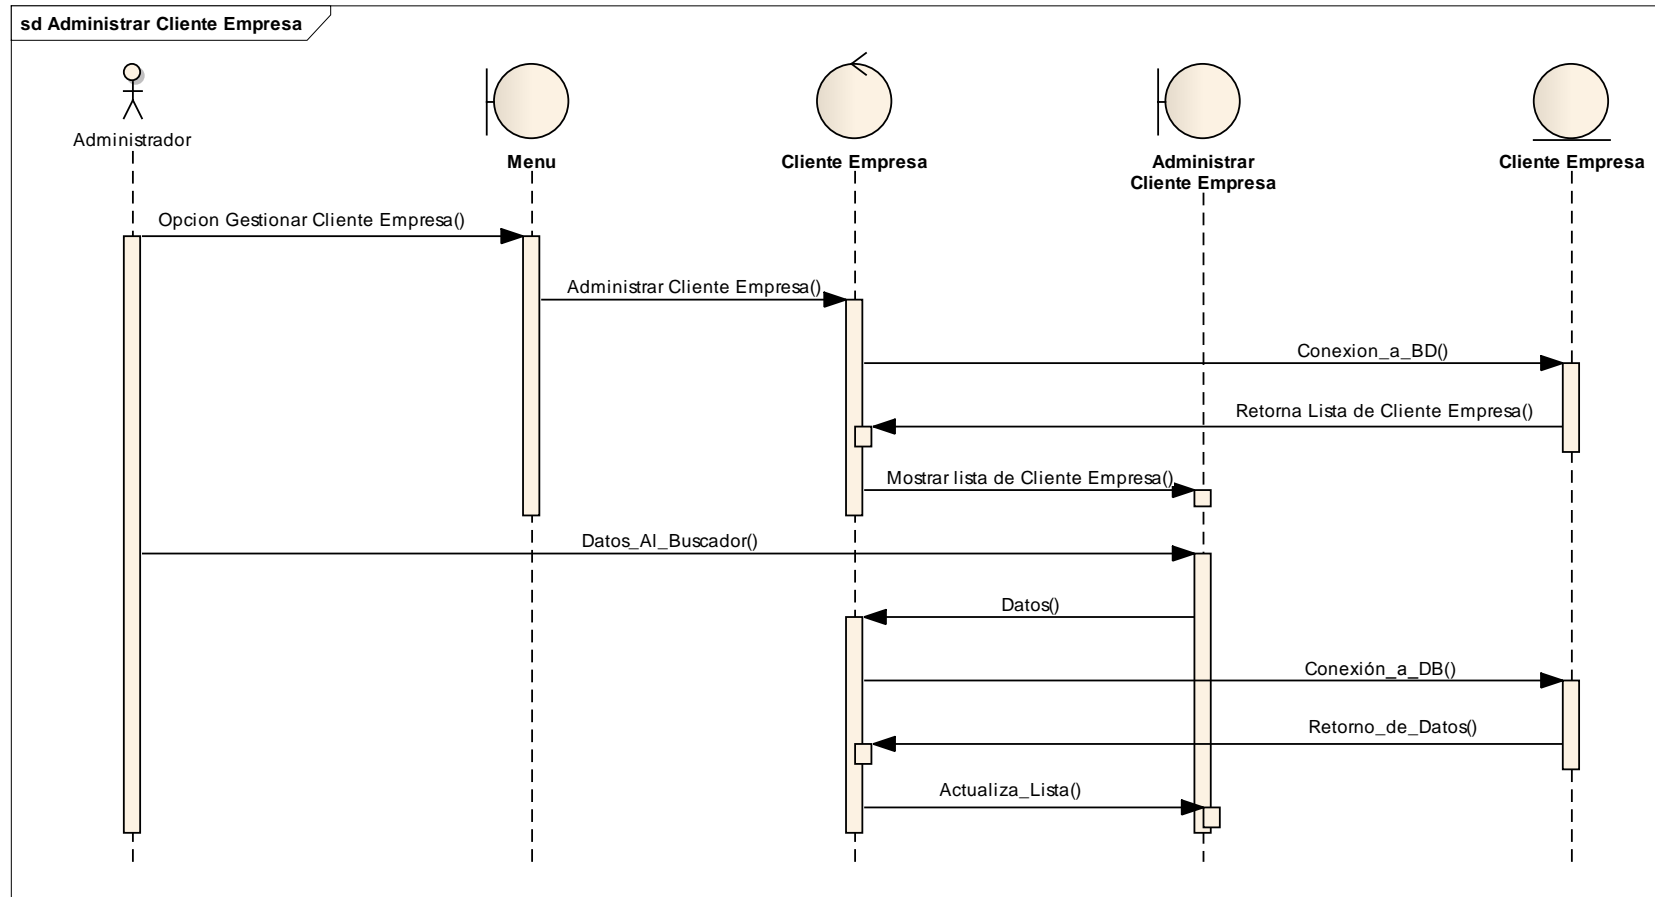 sd Administrar Cliente Empresa
Administrador
Menu
Cliente Empresa
Administrar
Cliente Empresa
Cliente Empresa
Opcion Gestionar Cliente Empresa()
Administrar Cliente Empresa()
Conexion_a_BD()
Retorna Lista de Cliente Empresa()
Mostrar lista de Cliente Empresa()
Datos_Al_Buscador()
Datos()
Conexión_a_DB()
Retorno_de_Datos()
Actualiza_Lista()